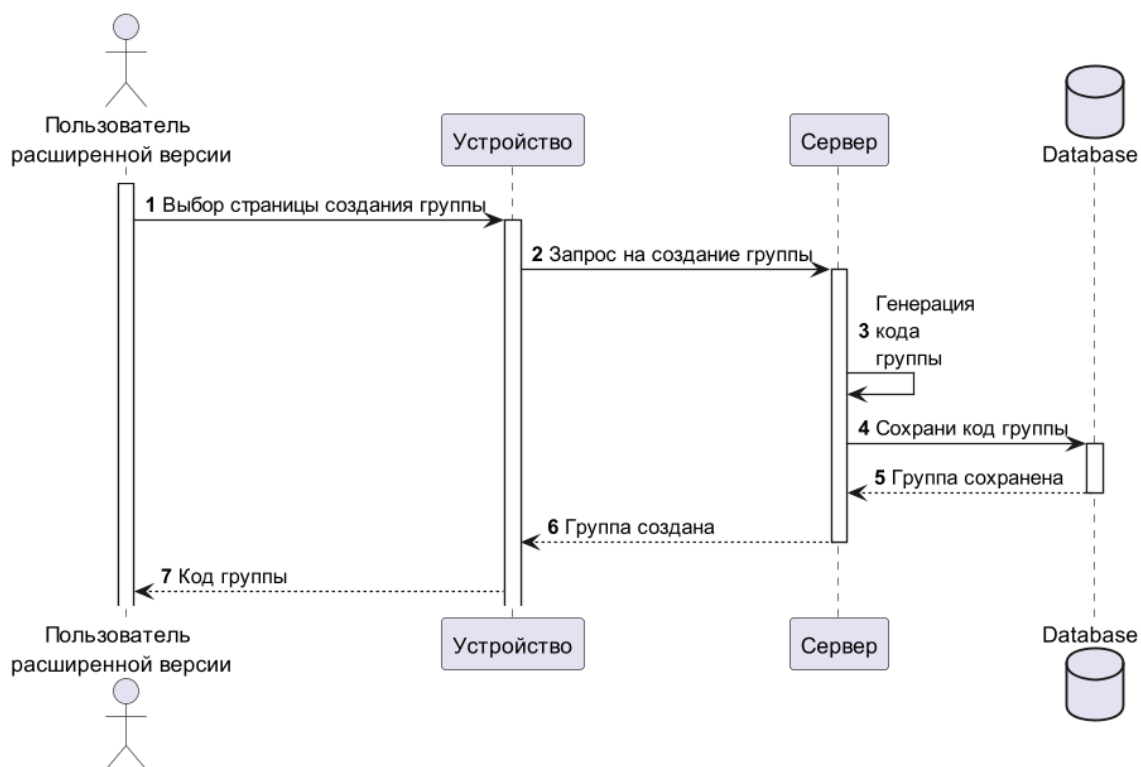 Пользователь
расширенной версии
Устройство
Сервер
Database
1 Выбор страницы создания группы
2 Запрос на создание группы
Генерация
3 кода
группы
4 Сохрани код группы
5 Группа сохранена
6 Группа создана
7 Код группы
Пользователь
расширенной версии
Устройство
Сервер
Database